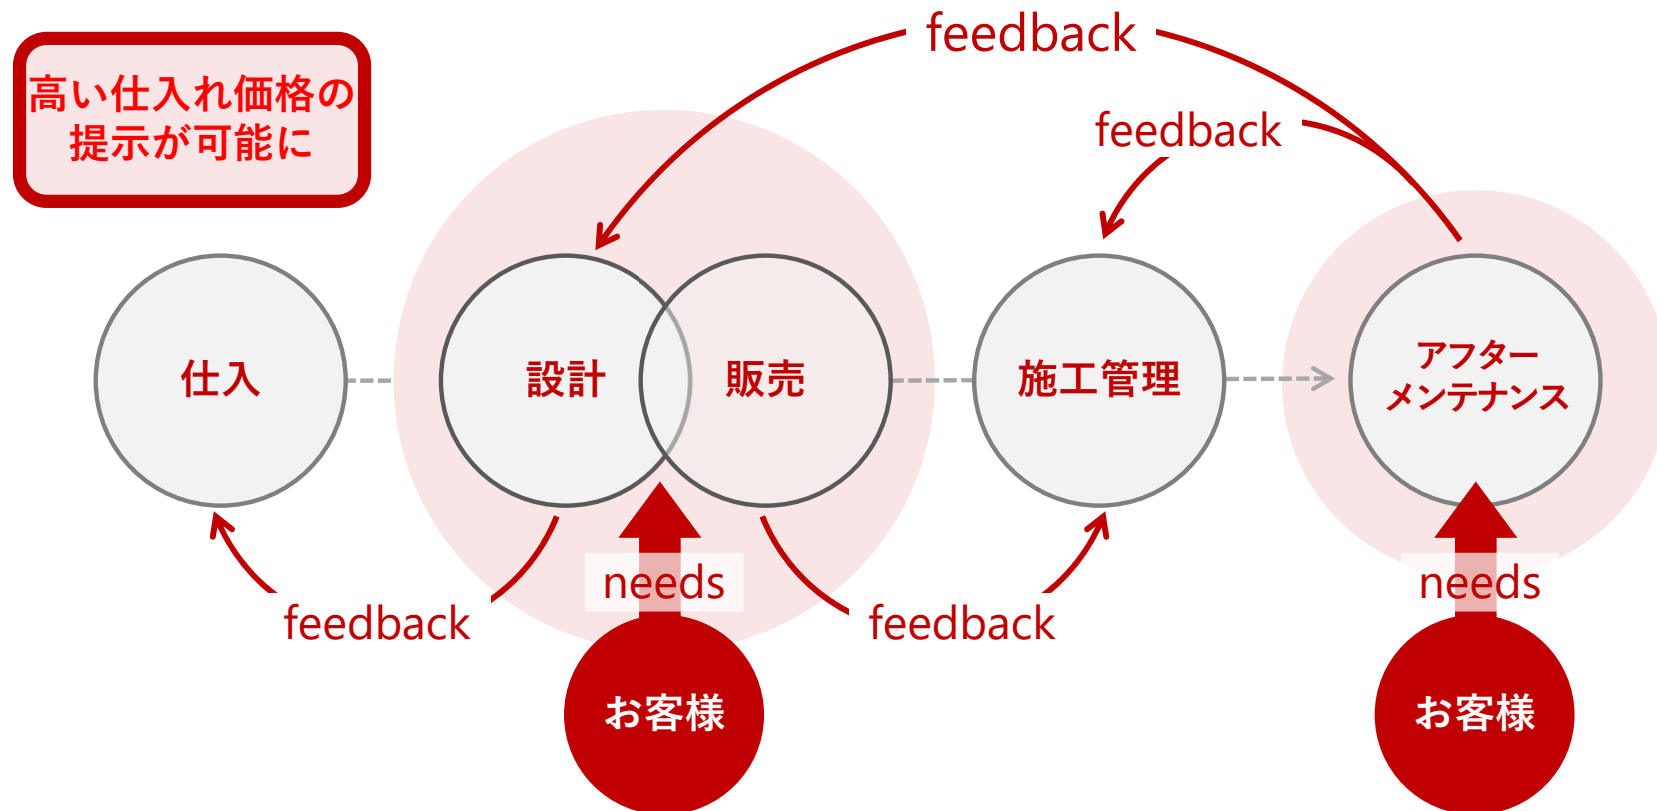 高い仕入れ価格の
提示が可能に
feedback
feedback
仕入
設計
販売
施工管理
アフター
メンテナンス
feedback
needs
feedback
needs
お客様
お客様